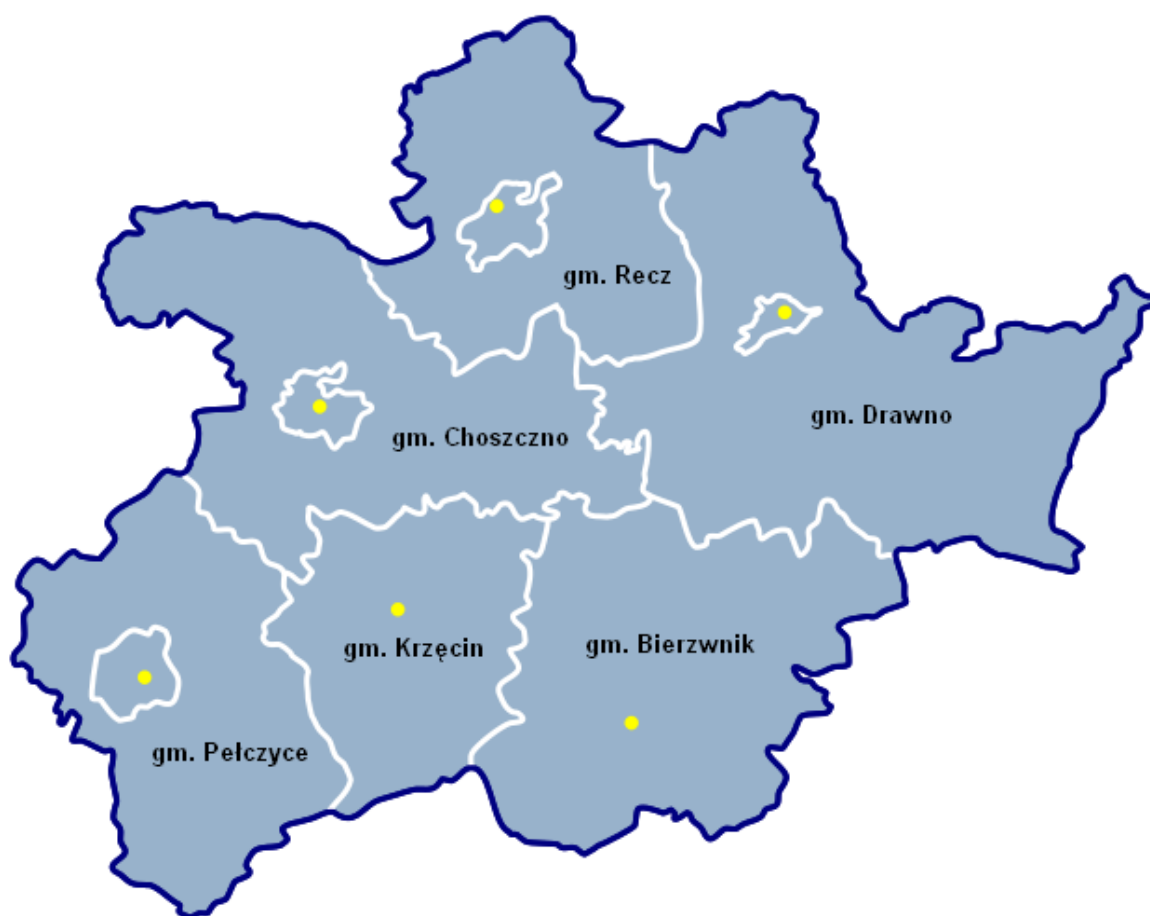 gm. Recz
gm. Drawno
gm. Choszczno
gm. Krzęcin
gm. Bierzwnik
gm. Pełczyce